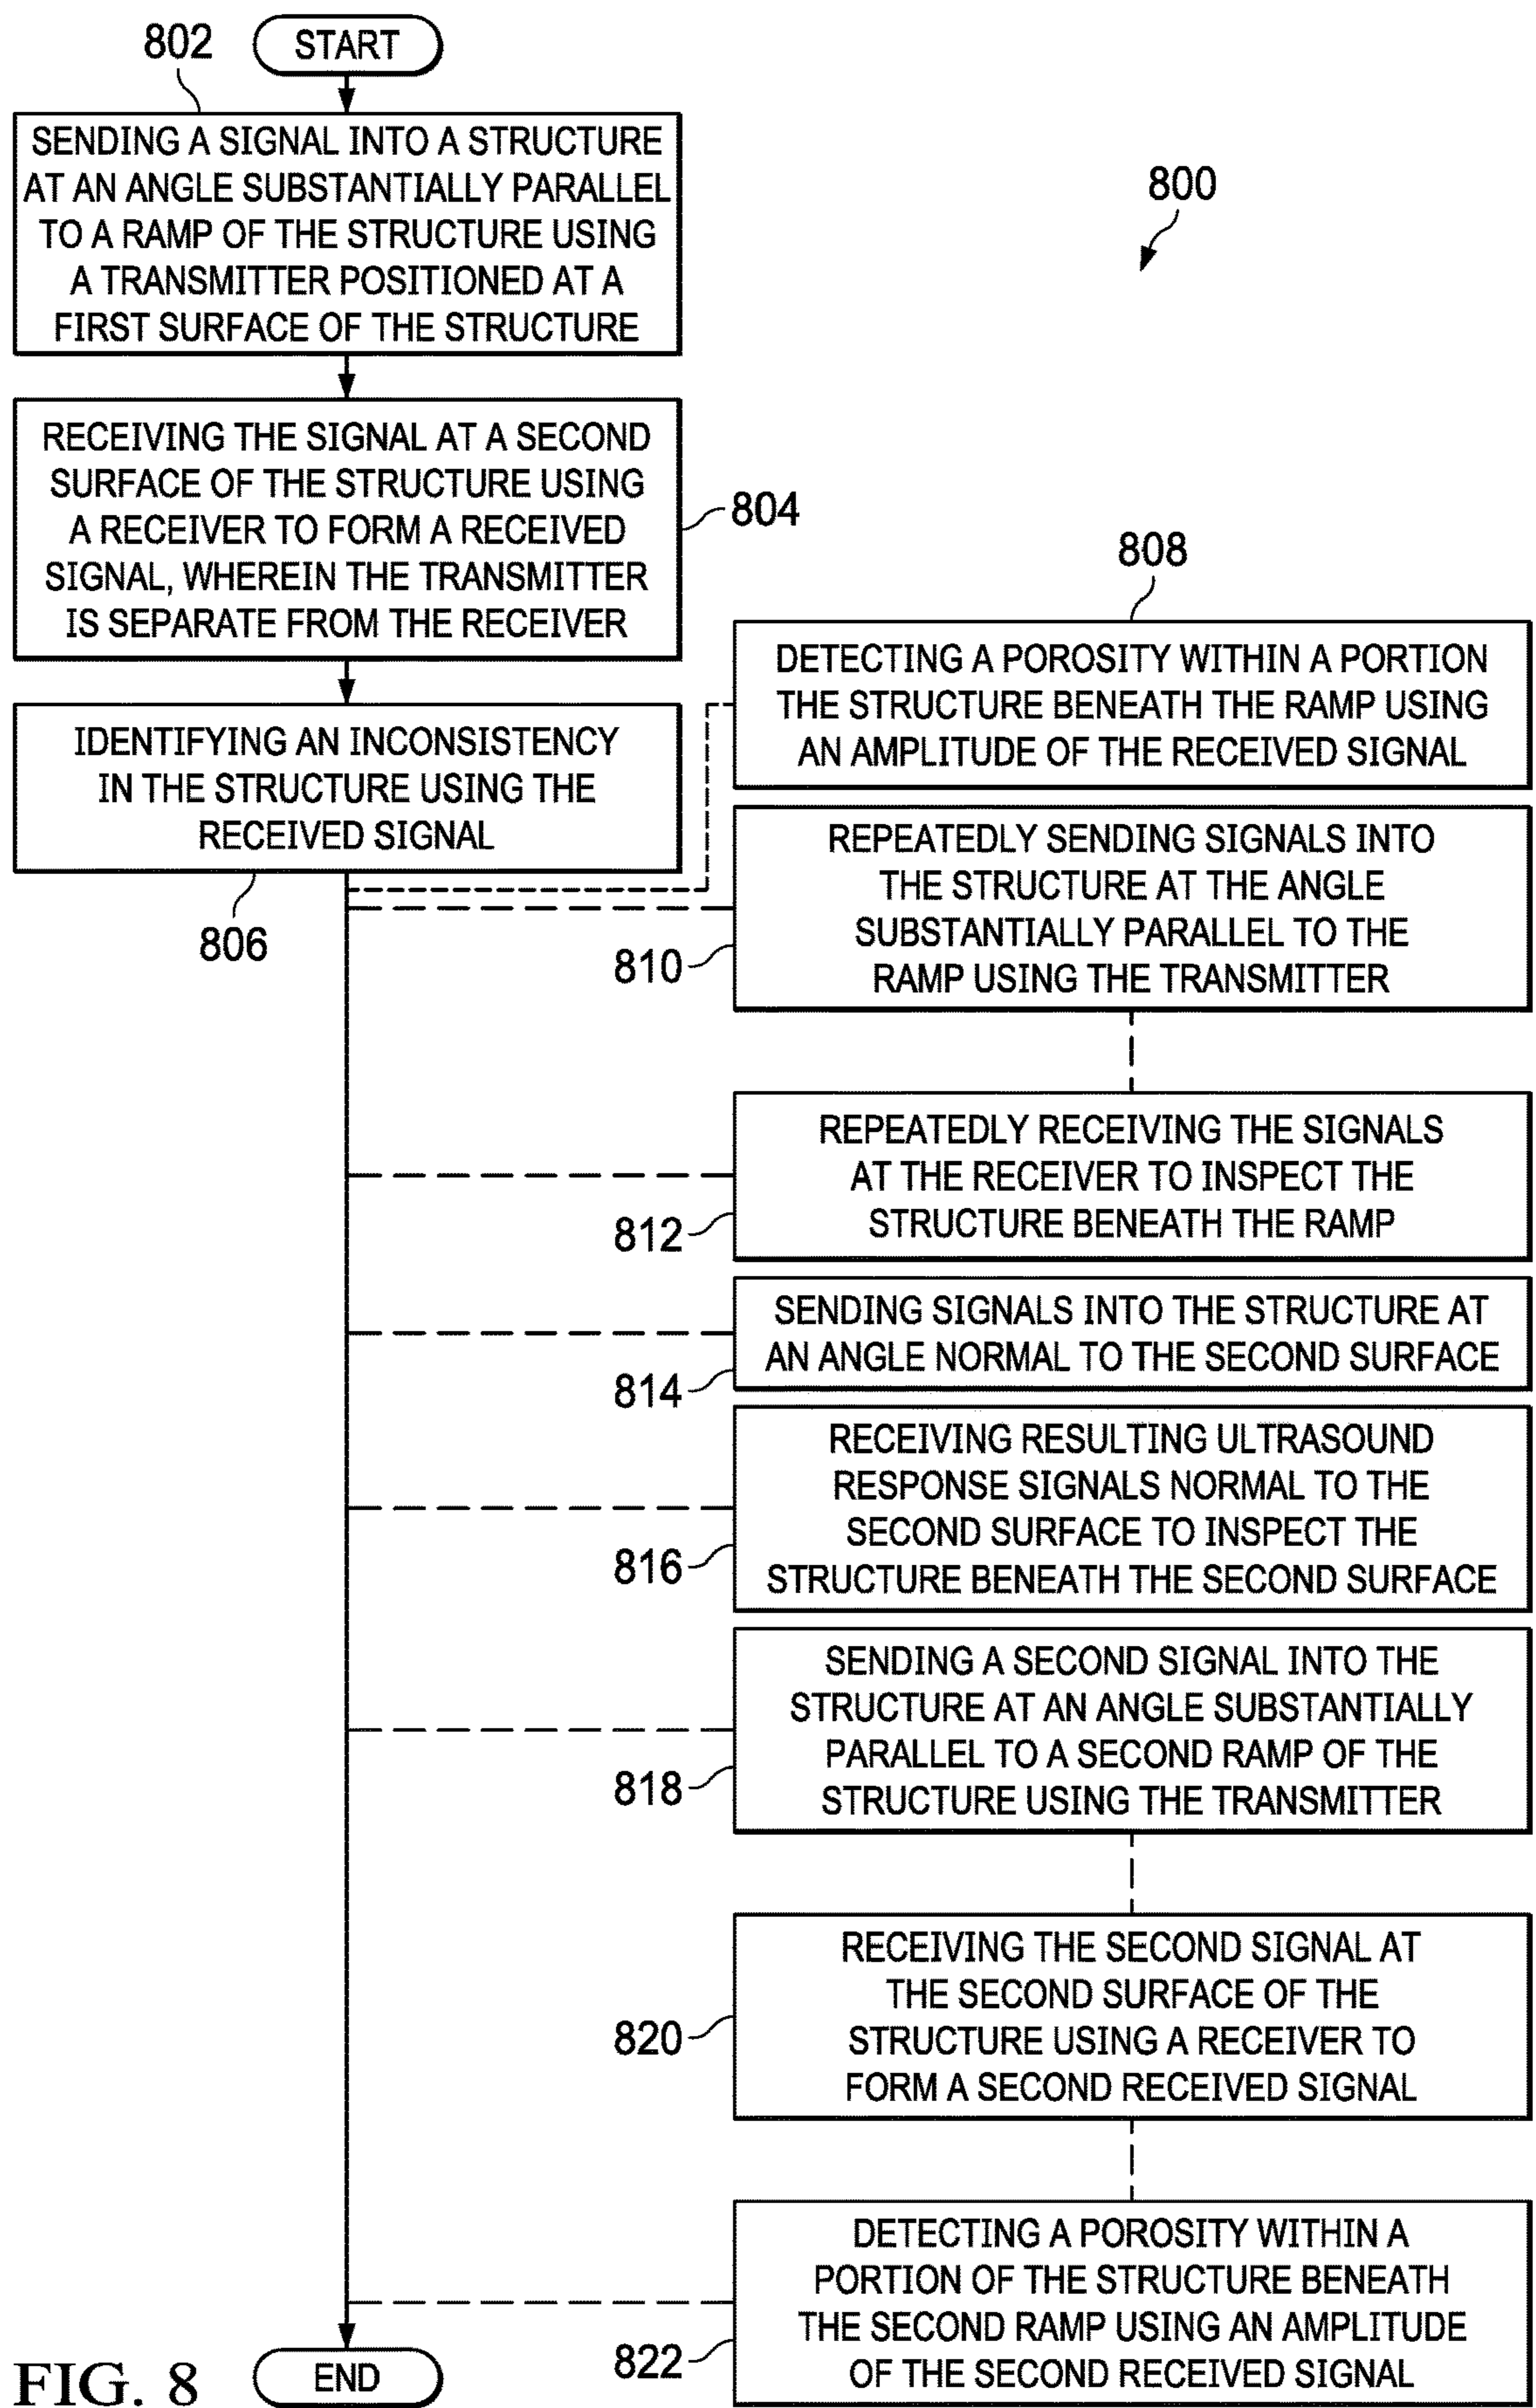 802
START
SENDING A SIGNAL INTO A STRUCTURE
AT AN ANGLE SUBSTANTIALLY PARALLEL
TO A RAMP OF THE STRUCTURE USING
A TRANSMITTER POSITIONED AT A
FIRST SURFACE OF THE STRUCTURE
800
RECEIVING THE SIGNAL AT A SECOND
SURFACE OF THE STRUCTURE USING
A RECEIVER TO FORM A RECEIVED
SIGNAL, WHEREIN THE TRANSMITTER
IS SEPARATE FROM THE RECEIVER
804
IDENTIFYING AN INCONSISTENCY
IN THE STRUCTURE USING THE
RECEIVED SIGNAL
806
808
DETECTING A POROSITY WITHIN A PORTION
THE STRUCTURE BENEATH THE RAMP USING
AN AMPLITUDE OF THE RECEIVED SIGNAL
REPEATEDLY SENDING SIGNALS INTO
THE STRUCTURE AT THE ANGLE
SUBSTANTIALLY PARALLEL TO THE
RAMP USING THE TRANSMITTER
810
REPEATEDLY RECEIVING THE SIGNALS
AT THE RECEIVER TO INSPECT THE
STRUCTURE BENEATH THE RAMP
812
SENDING SIGNALS INTO THE STRUCTURE AT
AN ANGLE NORMAL TO THE SECOND SURFACE
814
RECEIVING RESULTING ULTRASOUND
RESPONSE SIGNALS NORMAL TO THE
SECOND SURFACE TO INSPECT THE
STRUCTURE BENEATH THE SECOND SURFACE
816
SENDING A SECOND SIGNAL INTO THE
STRUCTURE AT AN ANGLE SUBSTANTIALLY
PARALLEL TO A SECOND RAMP OF THE
STRUCTURE USING THE TRANSMITTER
818
RECEIVING THE SECOND SIGNAL AT
THE SECOND SURFACE OF THE
STRUCTURE USING A RECEIVER TO
FORM A SECOND RECEIVED SIGNAL
820
DETECTING A POROSITY WITHIN A
PORTION OF THE STRUCTURE BENEATH
THE SECOND RAMP USING AN AMPLITUDE
OF THE SECOND RECEIVED SIGNAL
822
END
FIG. 8